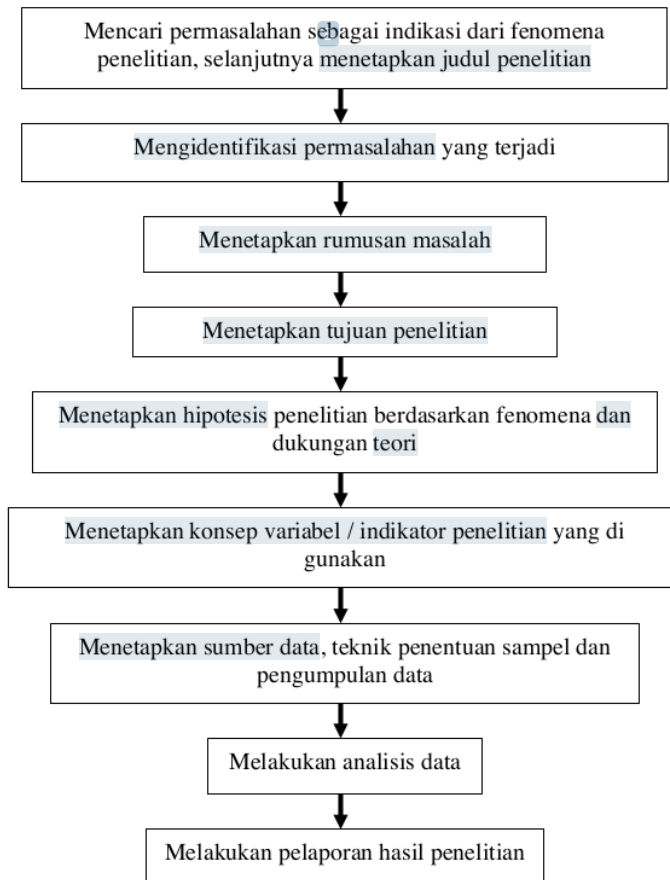 Mencari permasalahan sebagai indikasi dari fenomena
penelitian, selanjutnya menetapkan judul penelitian
Mengidentifikasi permasalahan yang terjadi
Menetapkan rumusan masalah
Menetapkan tujuan penelitian
Menetapkan hipotesis penelitian berdasarkan fenomena dan
dukungan teori
Menetapkan konsep variabel / indikator penelitian yang di
gunakan
Menetapkan sumber data, teknik penentuan sampel dan
pengumpulan data
Melakukan analisis data
Melakukan pelaporan hasil penelitian